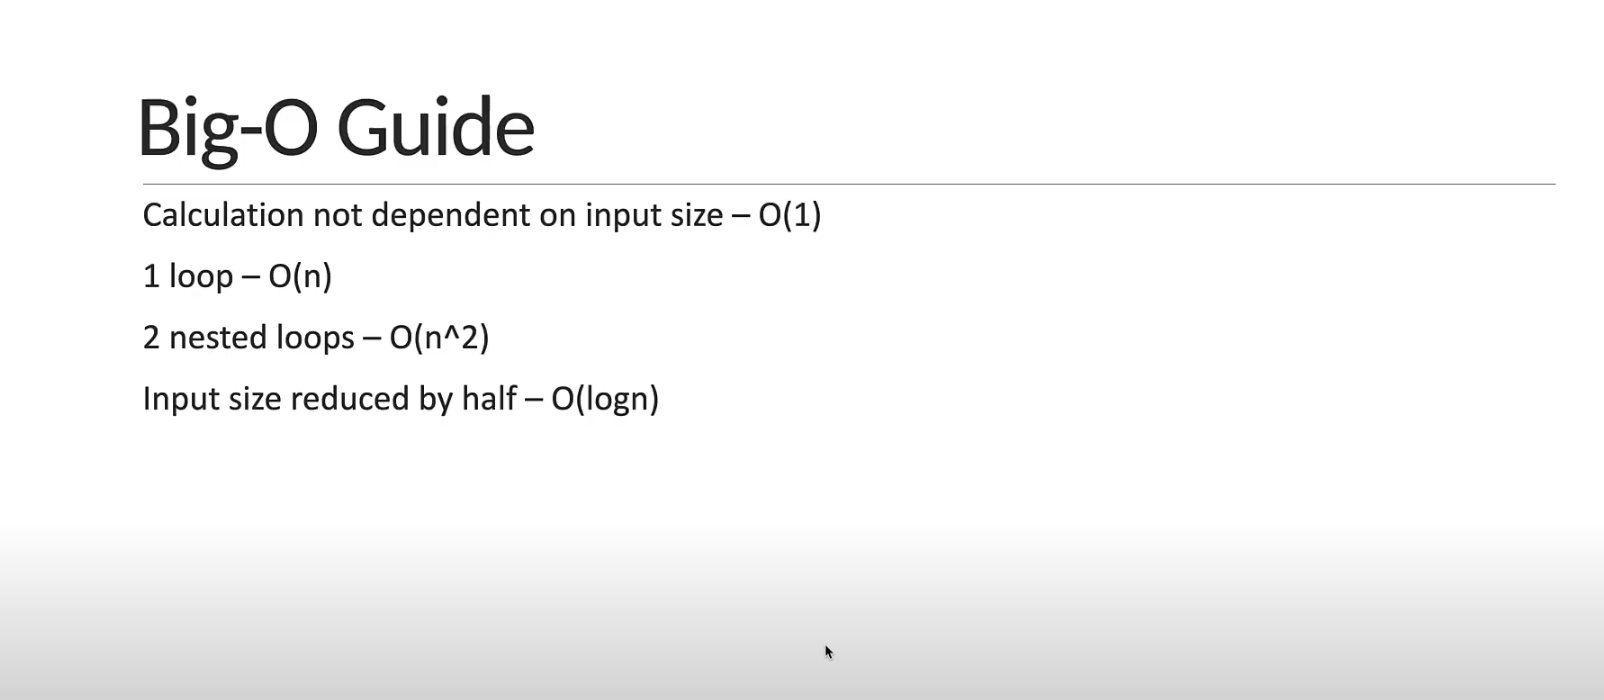 Big-O Guide
Calculation not dependent on input size – O(1)
1 loop – O(n)
2 nested loops – O(n^2)
Input size reduced by half – O(logn)